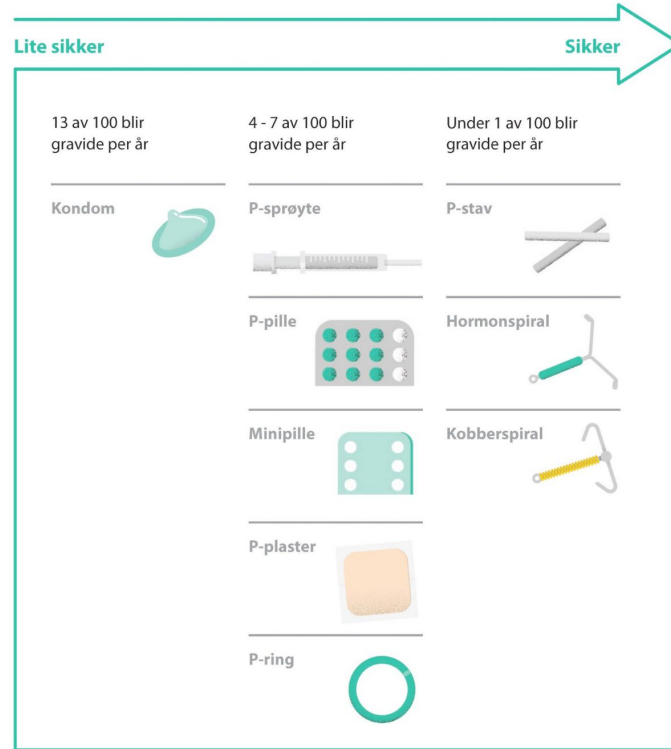 Lite sikker
Sikker
13 av 100 blir
gravide per år
Kondom
4 - 7 av 100 blir
gravide per år
P-sprøyte
P-pille
Minipille
P-plaster
P-ring
Under 1 av 100 blir
gravide per år
P-stav
Hormonspiral
Kobberspiral